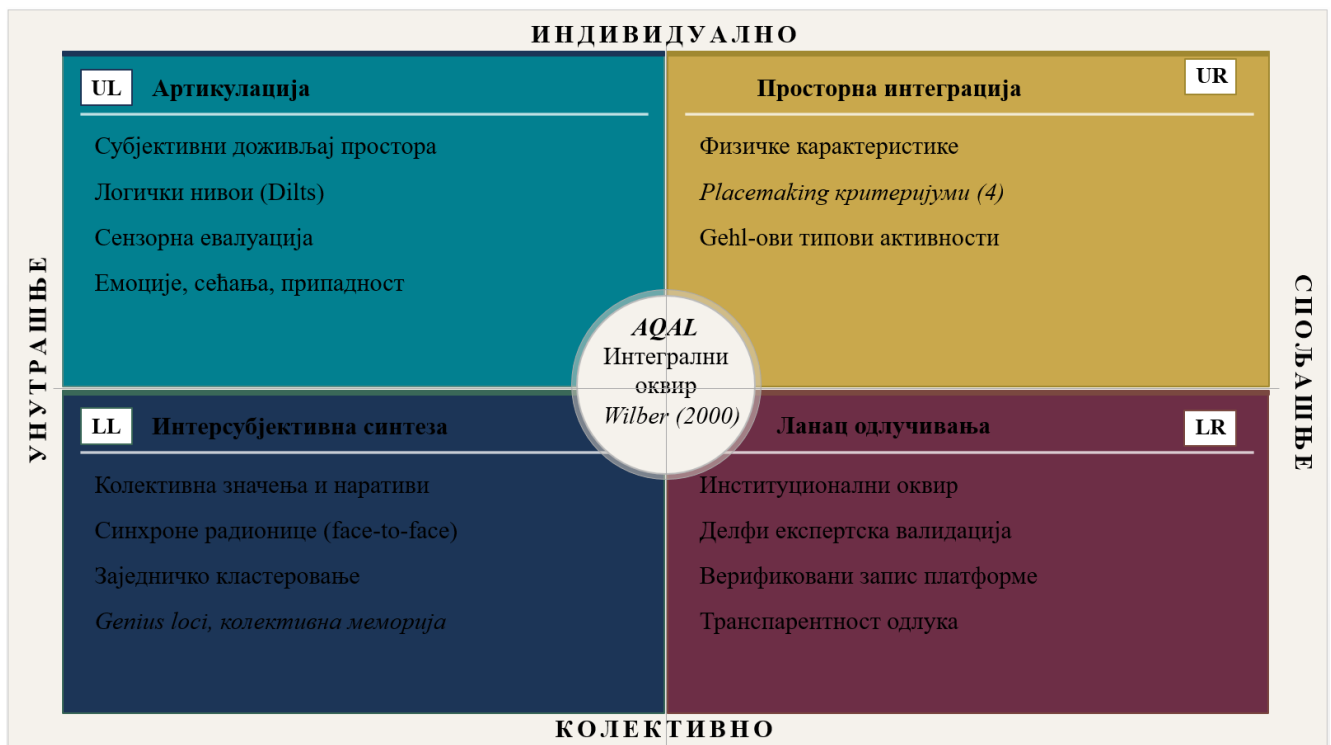 ИНДИВИДУАЛНО
UL Артикулација
Субјективни доживљај простора
Логички нивои (Dilts)
Сензорна евалуација
Емоције, сећања, припадност
Просторна интеграција UR
Физичке карактеристике
Placemaking критеријуми (4)
Gehl-ови типови активности
УНУТРАШЊЕ
AQAL
Интегрални
оквир
Wilber (2000)
СПОЉАШЊЕ
LL Интерсубјективна синтеза
Колективна значења и наративи
Синхроне радионице (face-to-face)
Заједничко кластеровање
Genius loci, колективна меморија
Ланац одлучивања LR
Институционални оквир
Делфи експертска валидација
Верификовани запис платформе
Транспарентност одлука
КОЛЕКТИВНО